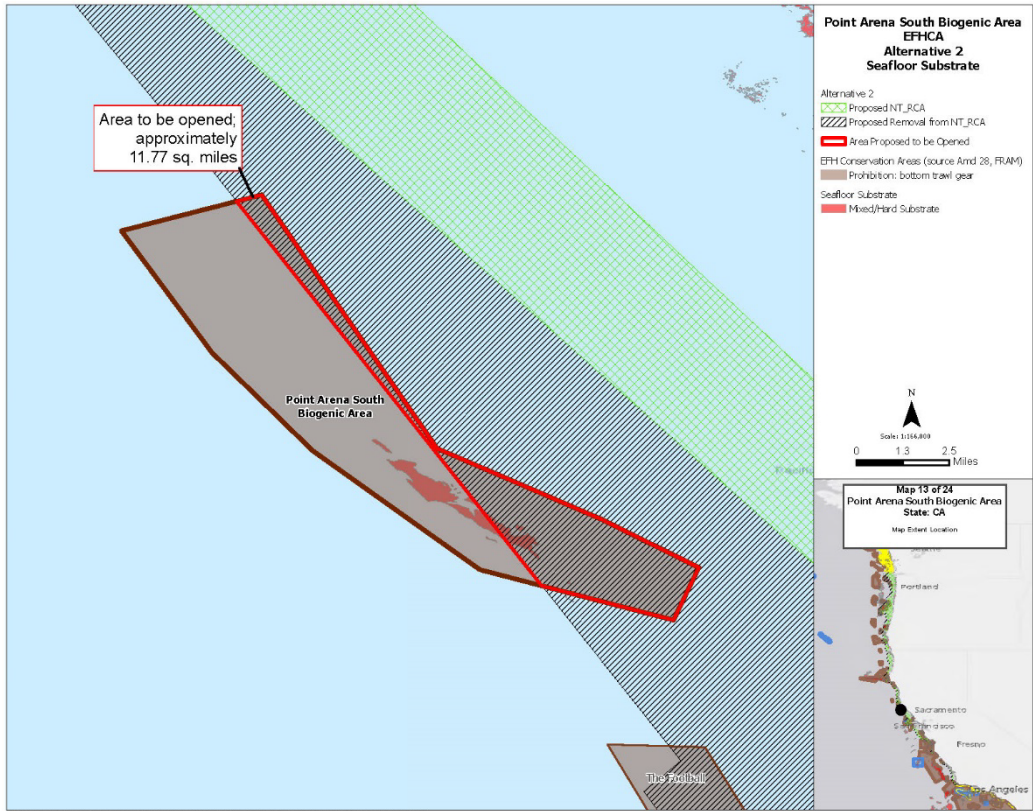 Area to be opened;
approximately
11.77 sq. miles
Point Arena South
Biogenic Area
The Football
Point Arena South Biogenic Area
EFHCA
Alternative 2
Seafloor Substrate
Alternative 2
Proposed NT_RCA
Proposed Removal from NT_RCA
Area Proposed to be Opened
EFH Conservation Areas (source Amd 28, FRAM)
Prohibition: bottom trawl gear
Seafloor Substrate
Mixed/Hard Substrate
N
Scale: 1:166,000
0 1.3 2.5
Miles
Map 13 of 24
Point Arena South Biogenic Area
State: CA
Map Extent Location
Portland
Sacramento
Fresno